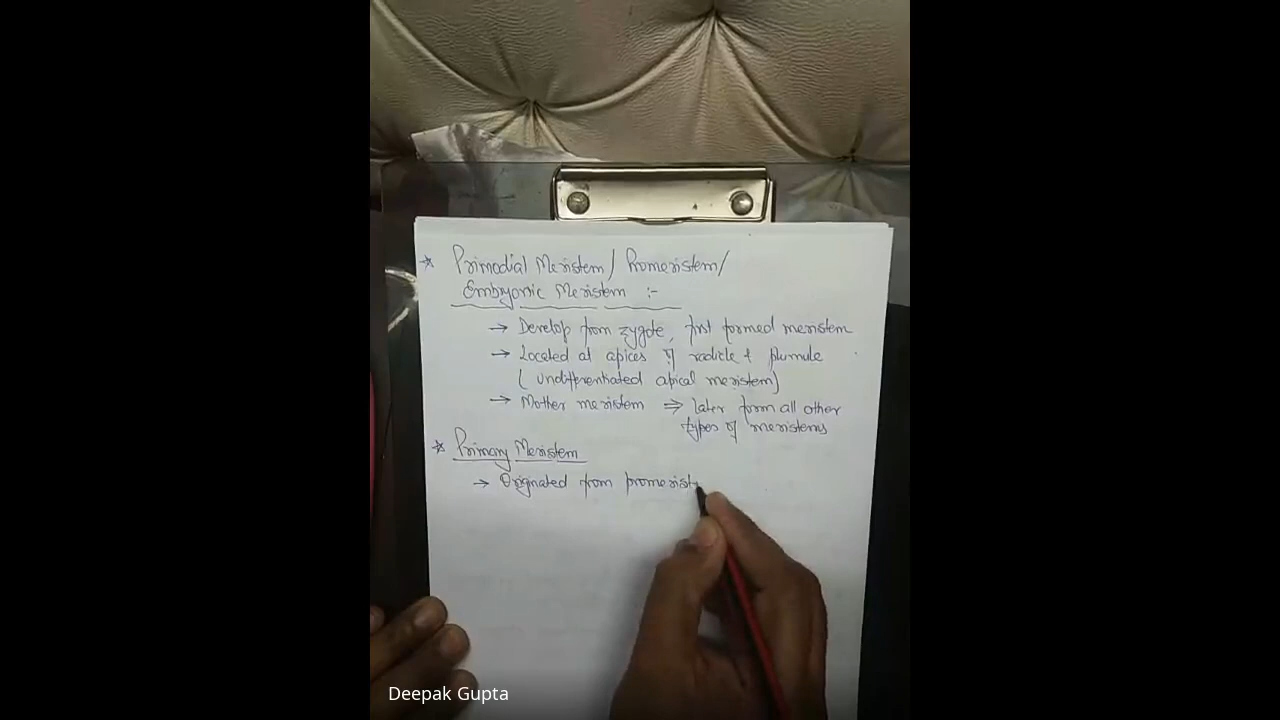 ☆ Primodial Meristem / Promeristem /
Embryonic Meristem :-
→ Develop from zygote, first formed meristem
→ Located at apices of radicle & plumule
( undifferentiated apical meristem)
→ Mother meristem ⇒ Later form all other
types of meristems
☆ Primary Meristem
→ Originated from promerist
Deepak Gupta